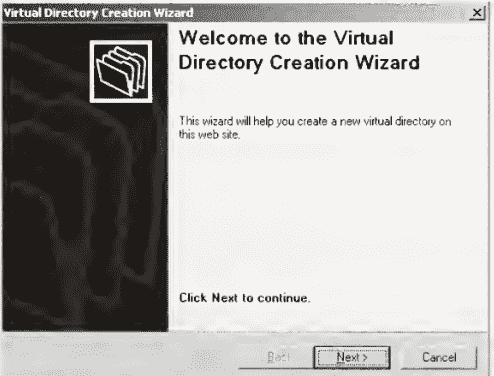 Virtual Directory Creation Wizard
Welcome to the Virtual
Directory Creation Wizard
This wizard will help you create a new virtual directory on
this web site.
Click Next to continue.
Back
Next >
Cancel